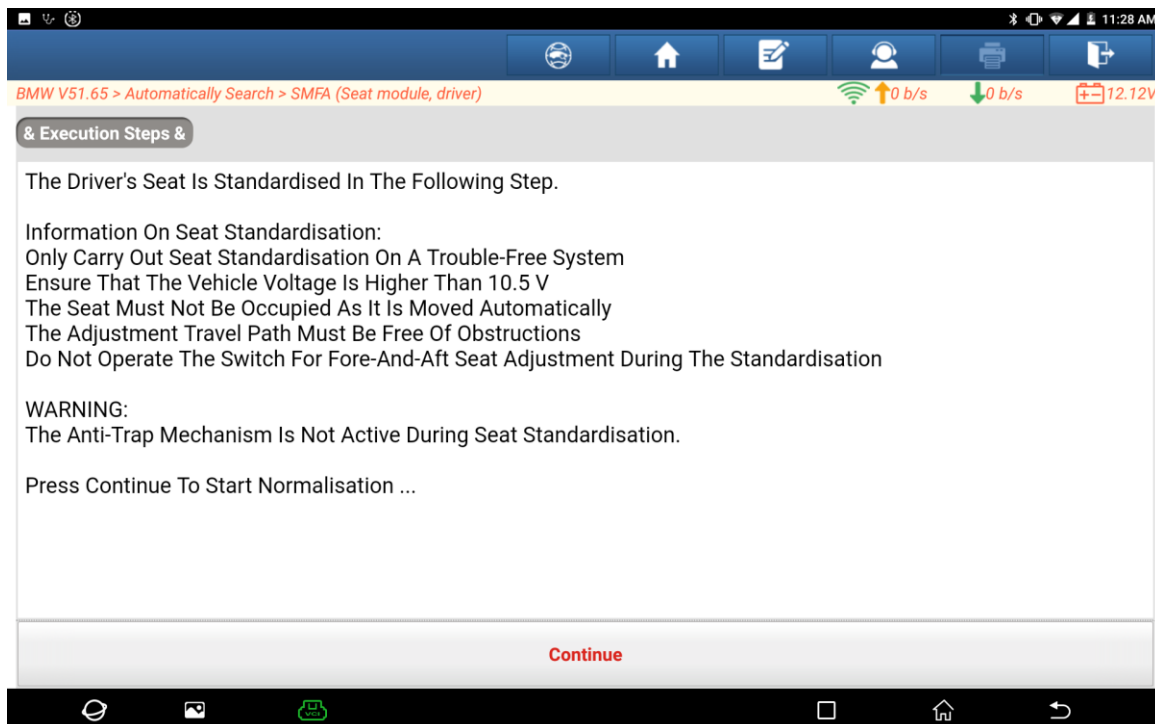 11:28 AM
BMW V51.65 > Automatically Search > SMFA (Seat module, driver)
0 b/s
0 b/s
12.12V
& Execution Steps &
The Driver's Seat Is Standardised In The Following Step.
Information On Seat Standardisation:
Only Carry Out Seat Standardisation On A Trouble-Free System
Ensure That The Vehicle Voltage Is Higher Than 10.5 V
The Seat Must Not Be Occupied As It Is Moved Automatically
The Adjustment Travel Path Must Be Free Of Obstructions
Do Not Operate The Switch For Fore-And-Aft Seat Adjustment During The Standardisation
WARNING:
The Anti-Trap Mechanism Is Not Active During Seat Standardisation.
Press Continue To Start Normalisation ...
Continue
VCI